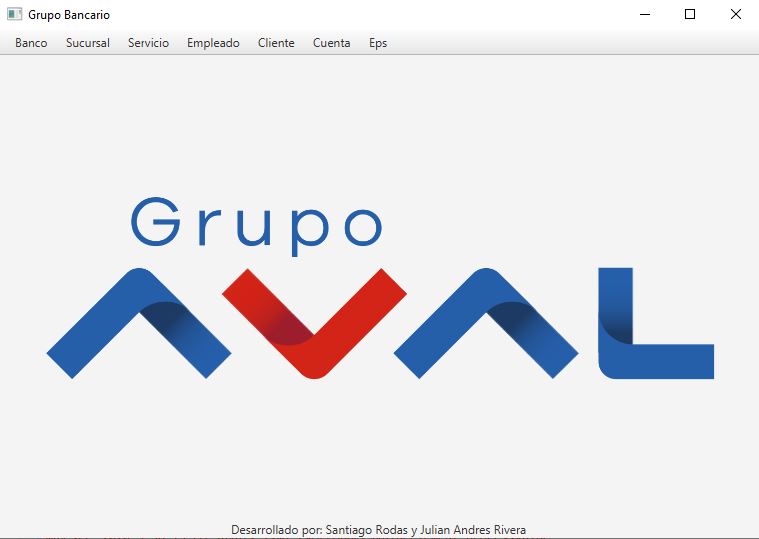 Grupo Bancario
Banco Sucursal Servicio Empleado Cliente Cuenta Eps
Grupo
AVAL
Desarrollado por: Santiago Rodas y Julian Andres Rivera